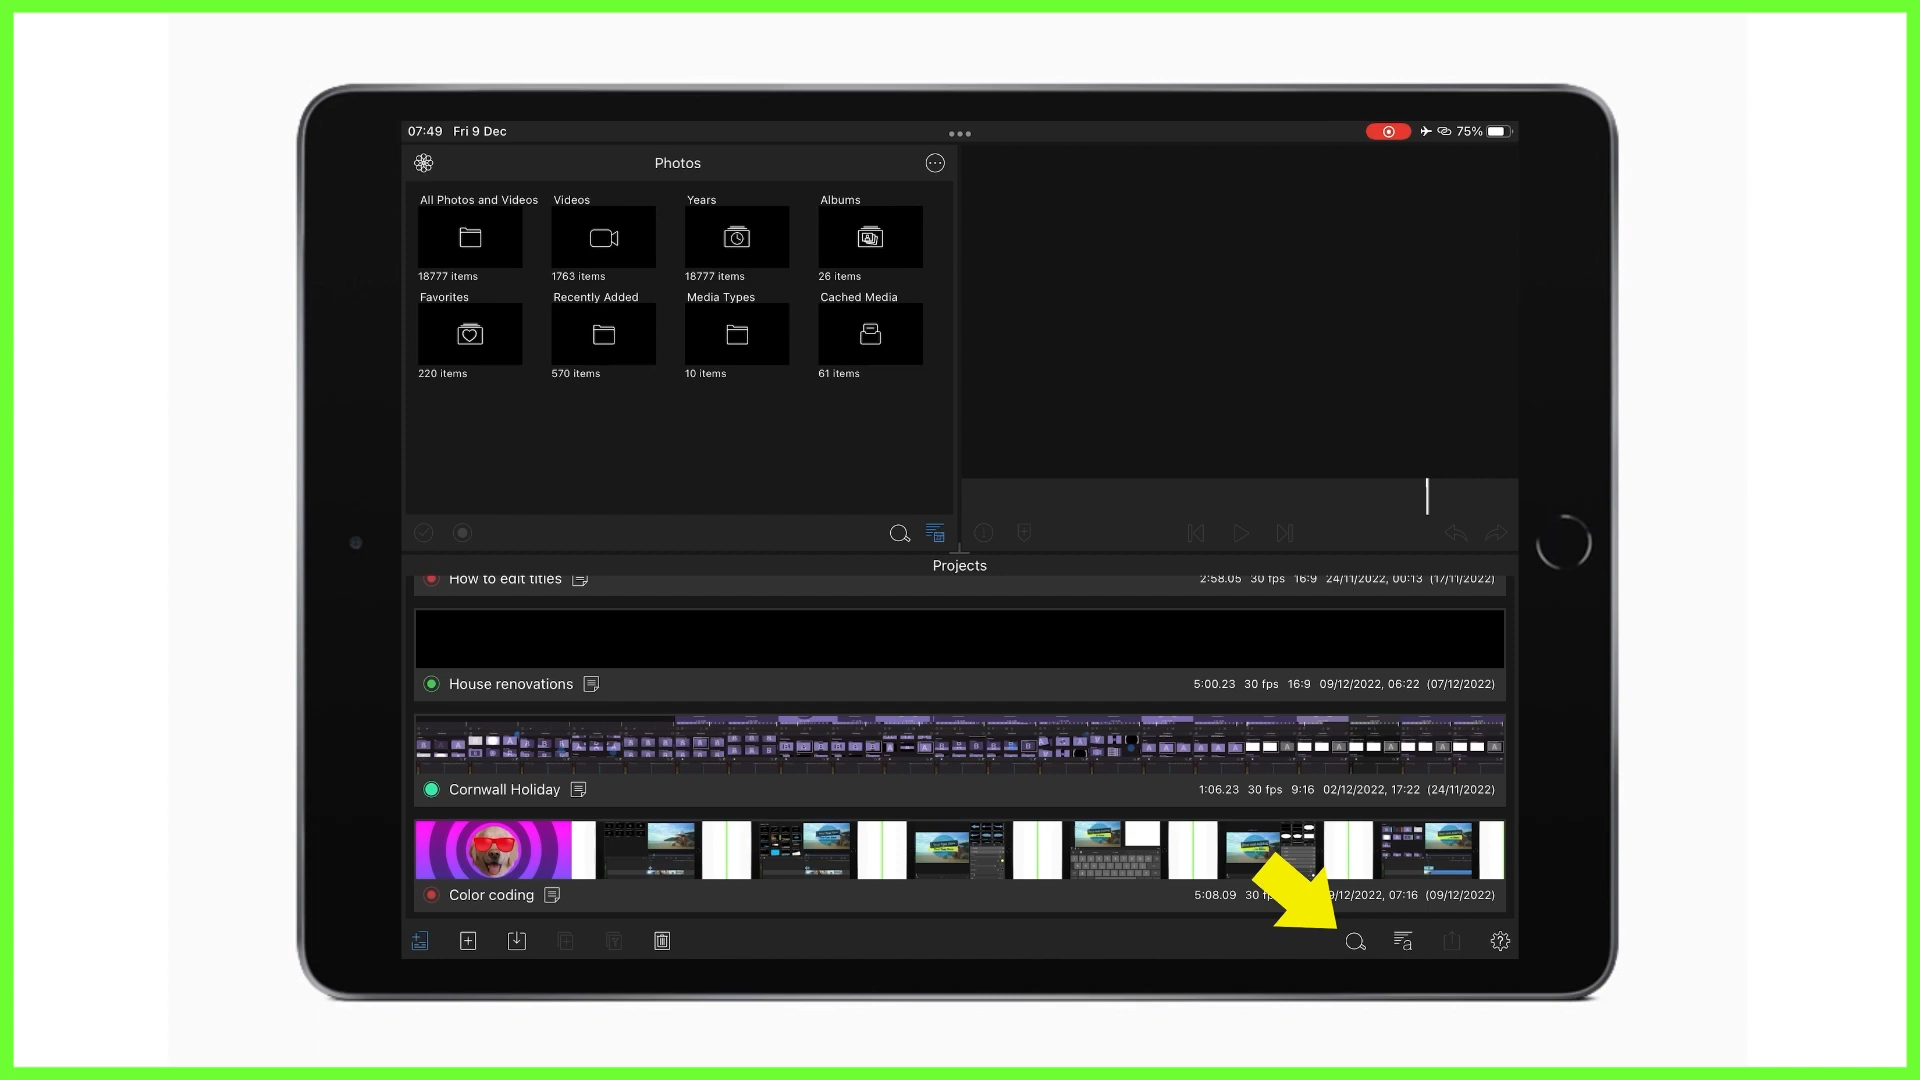 07:49 Fri 9 Dec
75%
Photos
All Photos and Videos Videos Years Albums
18777 items 1763 items 18777 items 26 items
Favorites Recently Added Media Types Cached Media
220 items 570 items 10 items 61 items
Projects
How to edit titles 2:58.05 30 fps 16:9 24/11/2022, 00:13 (17/11/2022)
House renovations 5:00.23 30 fps 16:9 09/12/2022, 06:22 (07/12/2022)
Cornwall Holiday 1:06.23 30 fps 9:16 02/12/2022, 17:22 (24/11/2022)
Color coding 5:08.09 30 /12/2022, 07:16 (09/12/2022)